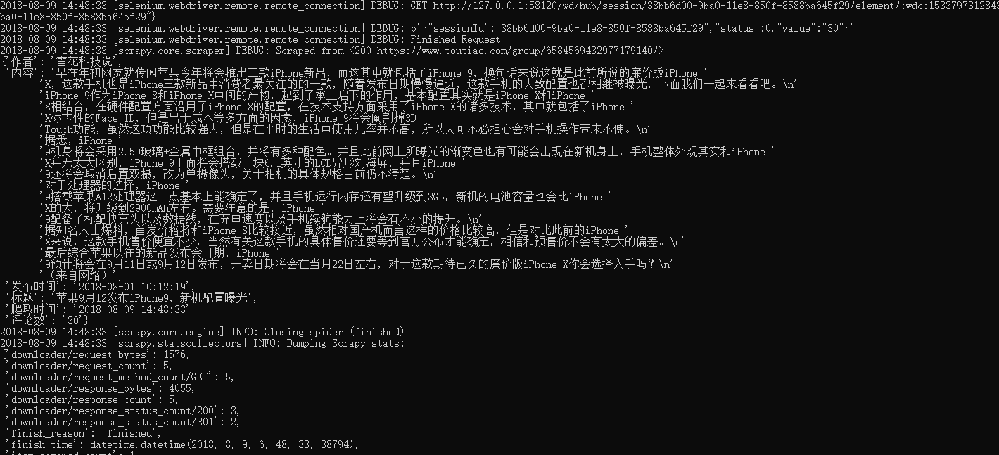 2018-08-09 14:48:33 [selenium.webdriver.remote.remote_connection] DEBUG: GET http://127.0.0.1:58120/wd/hub/session/38bb6d00-9ba0-11e8-850f-8588ba645f29/element/:wdc:1533797312843
ba0-11e8-850f-8588ba645f29"}
2018-08-09 14:48:33 [selenium.webdriver.remote.remote_connection] DEBUG: b'{"sessionId":"38bb6d00-9ba0-11e8-850f-8588ba645f29","status":0,"value":"30"}'
2018-08-09 14:48:33 [selenium.webdriver.remote.remote_connection] DEBUG: Finished Request
2018-08-09 14:48:33 [scrapy.core.scraper] DEBUG: Scraped from <200 https://www.toutiao.com/group/6584569432977179140/>
{'作者': '雪花科技说',
'内容': '早在年初网友就传闻苹果今年将会推出三款iPhone新品，而这其中就包括了iPhone 9，换句话来说这就是此前所说的廉价版iPhone '
'X，这款手机也是iPhone三款新品中消费者最关注的的一款，随着发布日期慢慢逼近，这款手机的大致配置也都相继被曝光，下面我们一起来看看吧。\n'
'iPhone 9作为iPhone 8和iPhone X中间的产物，起到了承上启下的作用，基本配置其实就是iPhone X和iPhone '
'8相结合，在硬件配置方面沿用了iPhone 8的配置，在技术支持方面采用了iPhone X的诸多技术，其中就包括了iPhone '
'X标志性的Face ID，但是出于成本等多方面的因素，iPhone 9将会阉割掉3D '
'Touch功能，虽然这项功能比较强大，但是在平时的生活中使用几率并不高，所以大可不必担心会对手机操作带来不便。\n'
'据悉，iPhone '
'9机身将会采用2.5D玻璃+金属中框组合，并将有多种配色。并且此前网上所曝光的渐变色也有可能会出现在新机身上，手机整体外观其实和iPhone '
'X并无太大区别，iPhone 9正面将会搭载一块6.1英寸的LCD异形刘海屏，并且iPhone '
'9还将会取消后置双摄，改为单摄像头，关于相机的具体规格目前仍不清楚。\n'
'对于处理器的选择，iPhone '
'9搭载苹果A12处理器这一点基本上能确定了，并且手机运行内存还有望升级到3GB，新机的电池容量也会比iPhone '
'X的大，将升级到2900mAh左右。需要注意的是，iPhone '
'9配备了标配快充头以及数据线，在充电速度以及手机续航能力上将会有不小的提升。\n'
'据知名人士爆料，首发价格将和iPhone 8比较接近，虽然相对国产机而言这样的价格比较高，但是对比此前的iPhone '
'X来说，这款手机售价便宜不少。当然有关这款手机的具体售价还要等到官方公布才能确定，相信和预售价不会有太大的偏差。\n'
'最后综合苹果以往的新品发布会日期，iPhone '
'9预计将会在9月11日或9月12日发布，开卖日期将会在当月22日左右，对于这款期待已久的廉价版iPhone X你会选择入手吗？\n'
'（来自网络）',
'发布时间': '2018-08-01 10:12:19',
'标题': '苹果9月12发布iPhone9，新机配置曝光',
'爬取时间': '2018-08-09 14:48:33',
'评论数': '30'}
2018-08-09 14:48:33 [scrapy.core.engine] INFO: Closing spider (finished)
2018-08-09 14:48:33 [scrapy.statscollectors] INFO: Dumping Scrapy stats:
{'downloader/request_bytes': 1576,
'downloader/request_count': 5,
'downloader/request_method_count/GET': 5,
'downloader/response_bytes': 4055,
'downloader/response_count': 5,
'downloader/response_status_count/200': 3,
'downloader/response_status_count/301': 2,
'finish_reason': 'finished',
'finish_time': datetime.datetime(2018, 8, 9, 6, 48, 33, 38794),